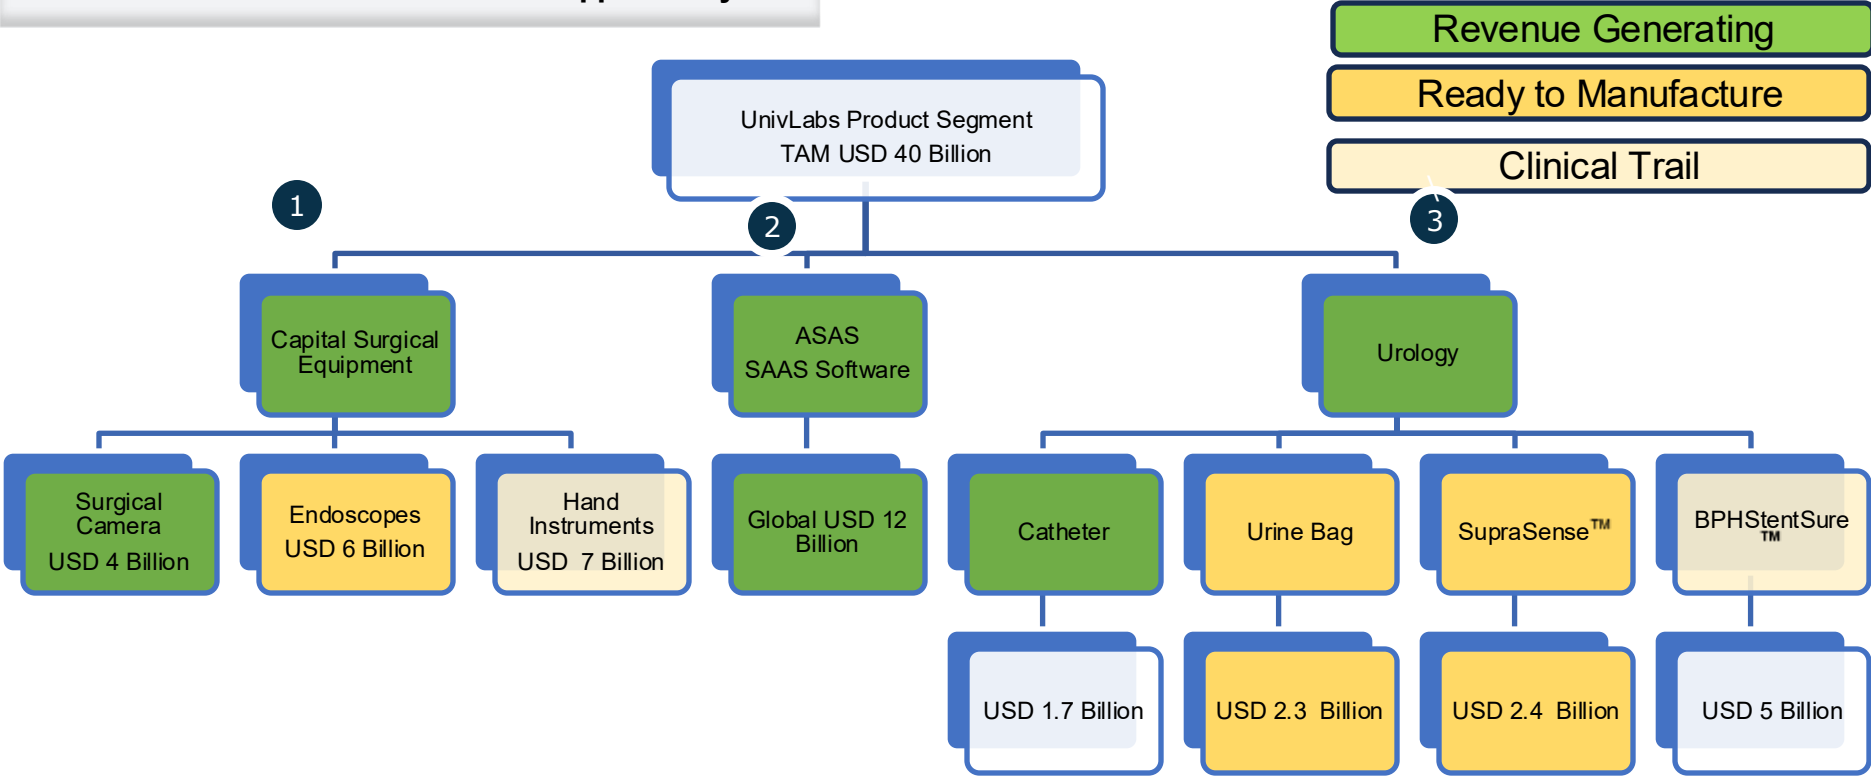 Revenue Generating
Ready to Manufacture
Clinical Trail
UnivLabs Product Segment
TAM USD 40 Billion
1
2
3
Capital Surgical
Equipment
ASAS
SAAS Software
Urology
Surgical
Camera
USD 4 Billion
Endoscopes
USD 6 Billion
Hand
Instruments
USD 7 Billion
Global USD 12
Billion
Catheter
Urine Bag
SupraSense™
BPHStentSure
™
USD 1.7 Billion
USD 2.3 Billion
USD 2.4 Billion
USD 5 Billion